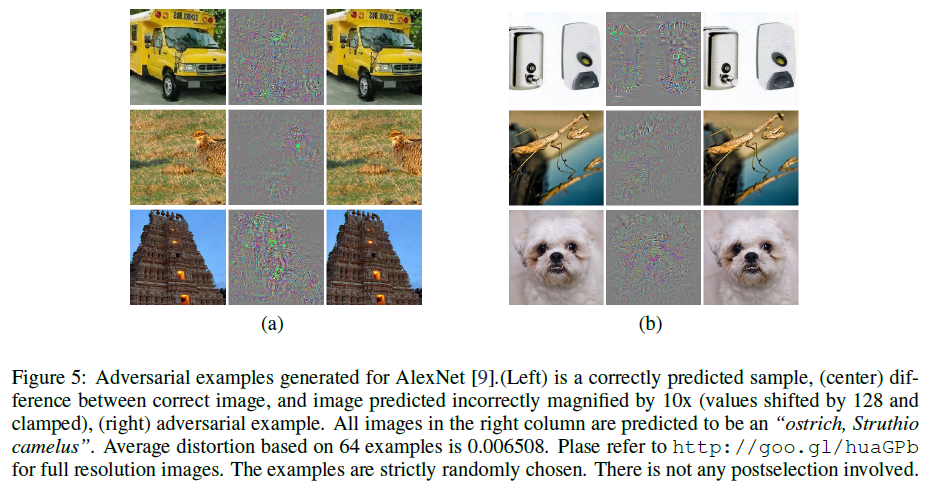 SCHOOL BUS
(a)
(b)
Figure 5: Adversarial examples generated for AlexNet [9].(Left) is a correctly predicted sample, (center) dif-
ference between correct image, and image predicted incorrectly magnified by 10x (values shifted by 128 and
clamped), (right) adversarial example. All images in the right column are predicted to be an “ostrich, Struthio
camelus”. Average distortion based on 64 examples is 0.006508. Plase refer to http://goo.gl/huaGPb
for full resolution images. The examples are strictly randomly chosen. There is not any postselection involved.